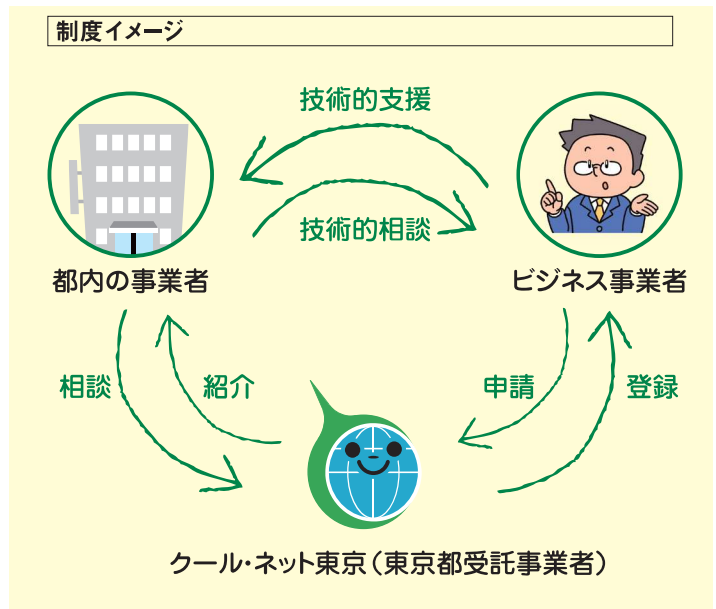 制度イメージ
技術的支援
技術的相談
都内の事業者
ビジネス事業者
相談
紹介
申請
登録
クール・ネット東京（東京都受託事業者）